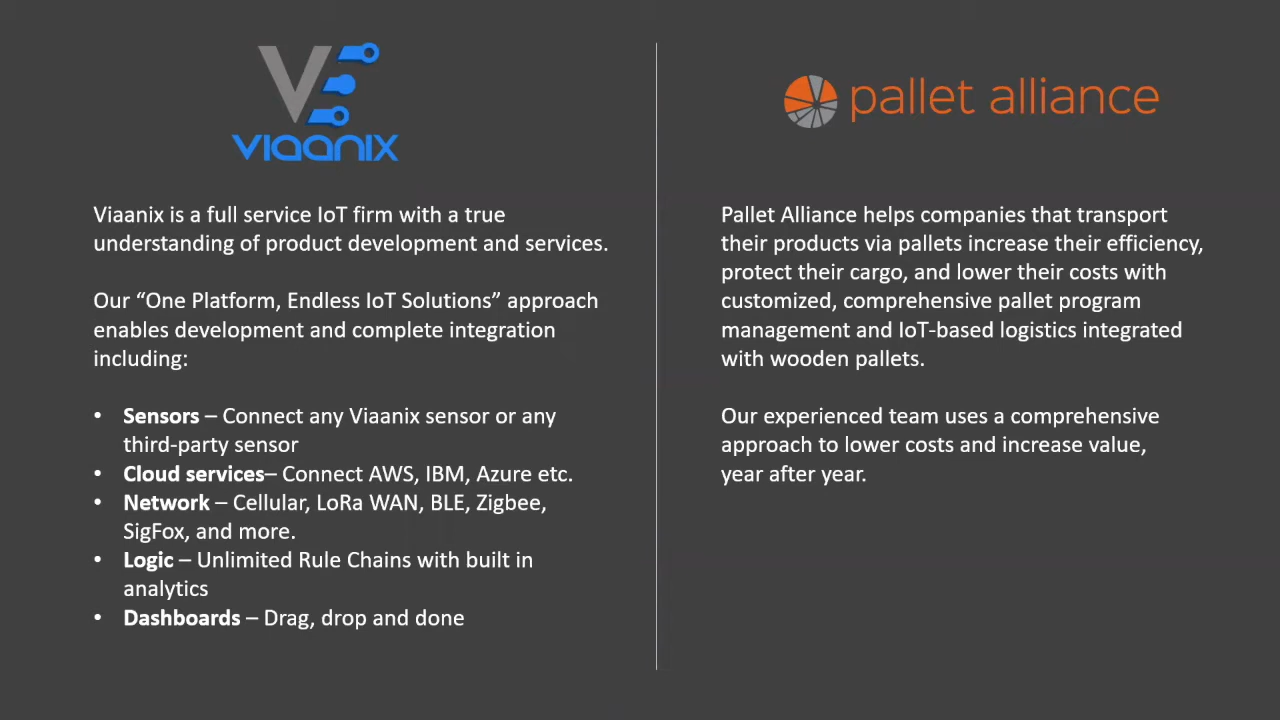 VIAANIX
Viaanix is a full service IoT firm with a true
understanding of product development and services.
Our “One Platform, Endless IoT Solutions” approach
enables development and complete integration
including:
• Sensors – Connect any Viaanix sensor or any
third-party sensor
• Cloud services– Connect AWS, IBM, Azure etc.
• Network – Cellular, LoRa WAN, BLE, Zigbee,
SigFox, and more.
• Logic – Unlimited Rule Chains with built in
analytics
• Dashboards – Drag, drop and done
pallet alliance
Pallet Alliance helps companies that transport
their products via pallets increase their efficiency,
protect their cargo, and lower their costs with
customized, comprehensive pallet program
management and IoT-based logistics integrated
with wooden pallets.
Our experienced team uses a comprehensive
approach to lower costs and increase value,
year after year.